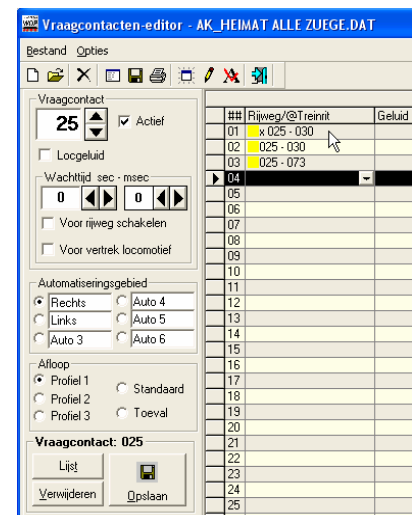 Vraagcontacten-editor - AK_HEIMAT ALLE ZUEGE.DAT
Bestand Opties
Vraagcontact
25
Actief
Locgeluid
Wachttijd sec - msec
0 0
Voor rijweg schakelen
Voor vertrek locomotief
Automatiseringsgebied
Rechts Auto 4
Links Auto 5
Auto 3 Auto 6
Afloop
Profiel 1
Profiel 2
Profiel 3
Standaard
Toeval
Vraagcontact: 025
Lijst
Verwijderen
Opslaan
## Rijweg/@Treinrit Geluid
01 x 025 - 030
02 025 - 030
03 025 - 073
04
05
06
07
08
09
10
11
12
13
14
15
16
17
18
19
20
21
22
23
24
25